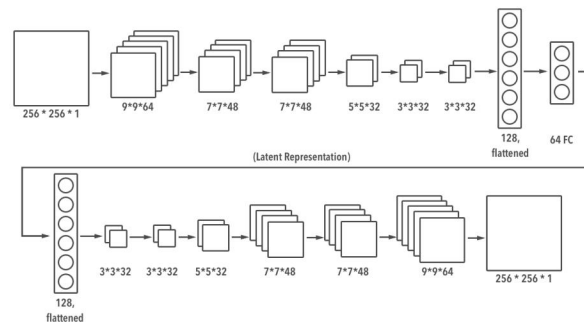 256 * 256 * 1
9*9*64
7*7*48
7*7*48
5*5*32
3*3*32
3*3*32
128,
flattened
64 FC
(Latent Representation)
128,
flattened
3*3*32
3*3*32
5*5*32
7*7*48
7*7*48
9*9*64
256 * 256 * 1